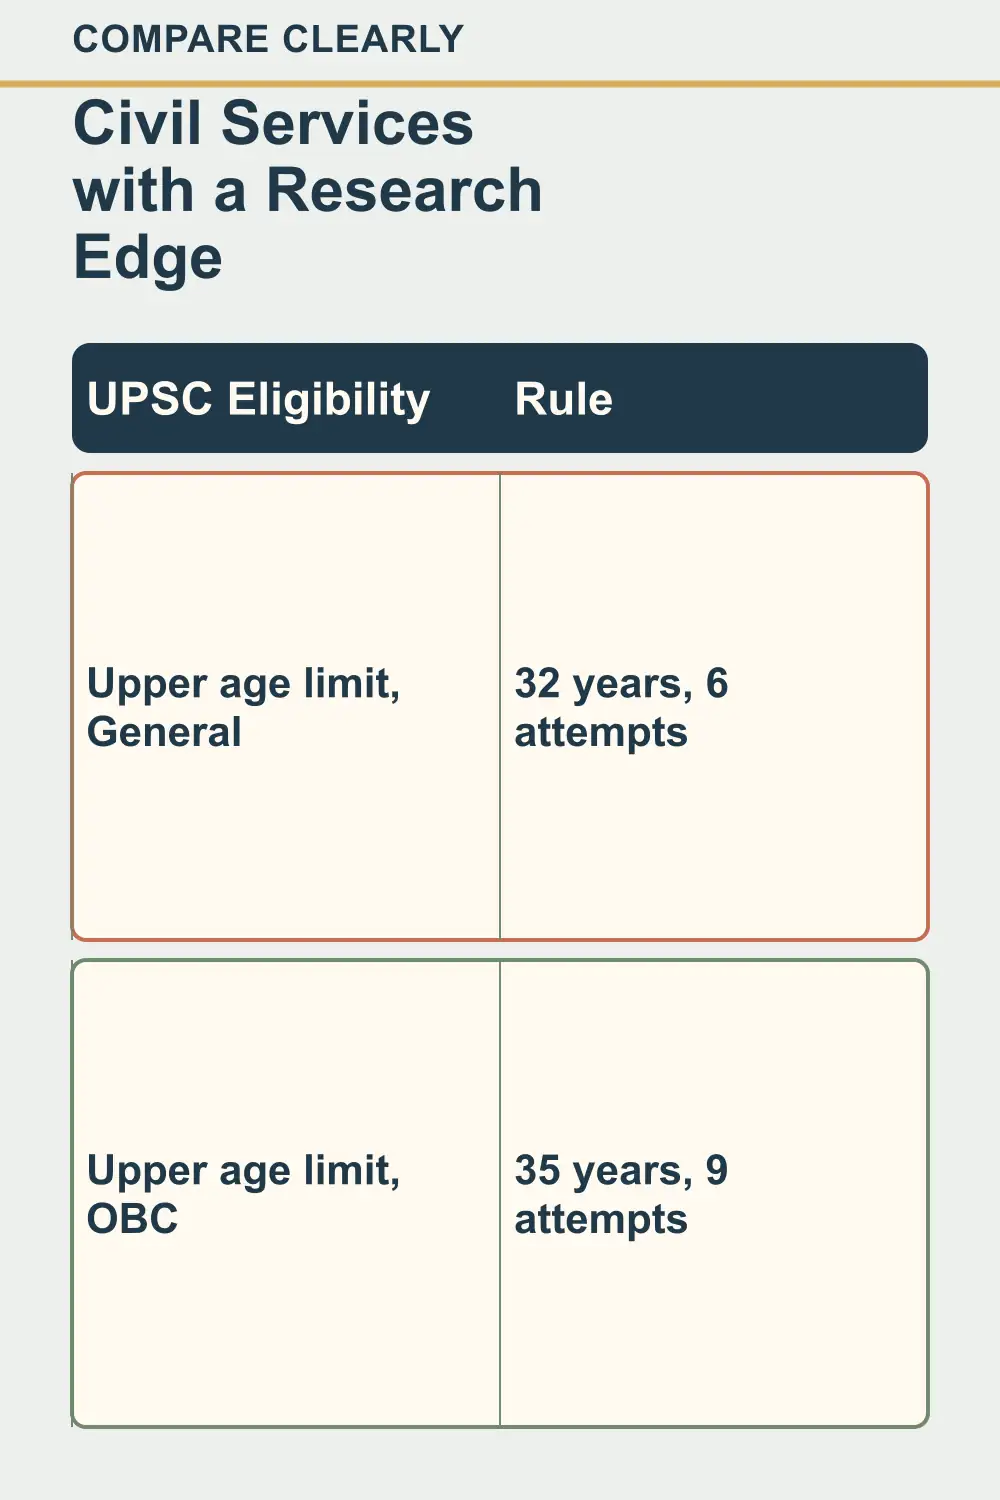 COMPARE CLEARLY
Civil Services
with a Research
Edge
UPSC Eligibility Rule
Upper age limit,
General
32 years, 6
attempts
Upper age limit,
OBC
35 years, 9
attempts